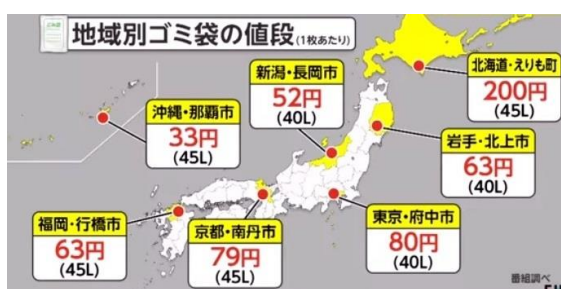 地域別ゴミ袋の値段(1枚あたり)
北海道・えりも町
200円
(45L)
新潟・長岡市
52円
(40L)
沖縄・那覇市
33円
(45L)
岩手・北上市
63円
(40L)
福岡・行橋市
63円
(45L)
京都・南丹市
79円
(45L)
東京・府中市
80円
(40L)
番組調べ